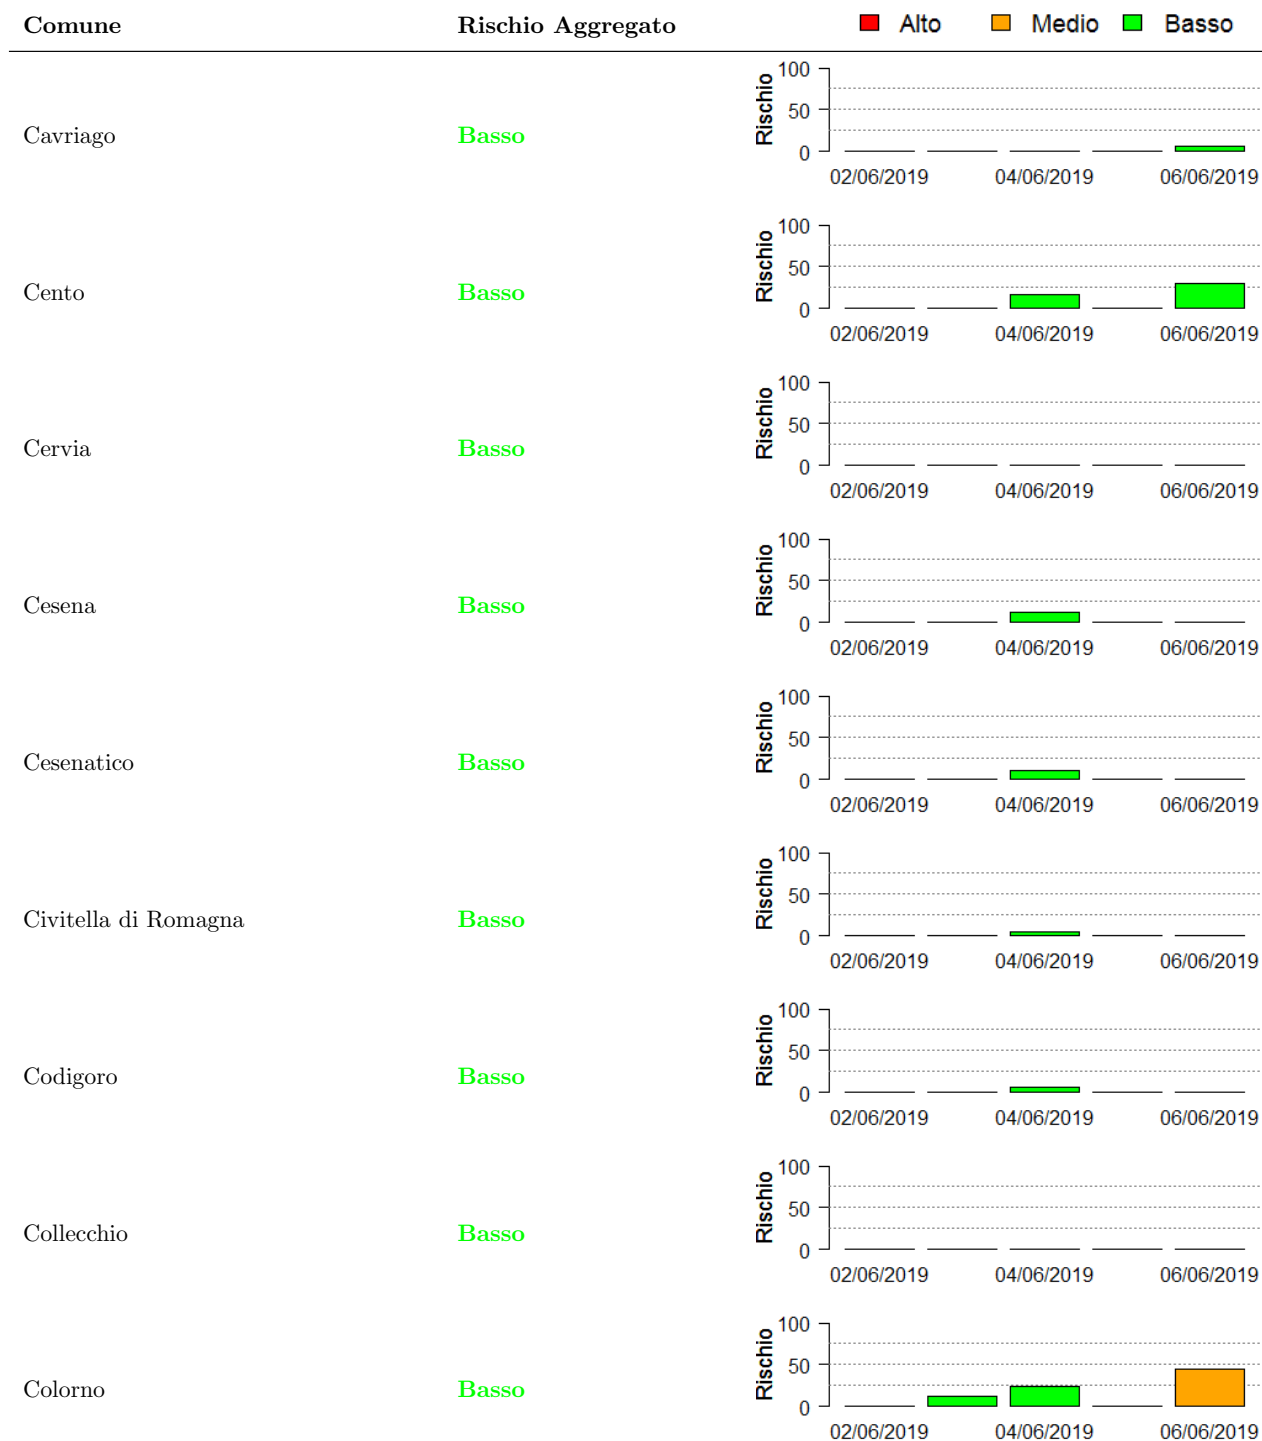 Comune Rischio Aggregato Alto Medio Basso
100
50
0
Rischio
Cavriago Basso
02/06/2019 04/06/2019 06/06/2019
100
50
0
Rischio
Cento Basso
02/06/2019 04/06/2019 06/06/2019
100
50
0
Rischio
Cervia Basso
02/06/2019 04/06/2019 06/06/2019
100
50
0
Rischio
Cesena Basso
02/06/2019 04/06/2019 06/06/2019
100
50
0
Rischio
Cesenatico Basso
02/06/2019 04/06/2019 06/06/2019
100
50
0
Rischio
Civitella di Romagna Basso
02/06/2019 04/06/2019 06/06/2019
100
50
0
Rischio
Codigoro Basso
02/06/2019 04/06/2019 06/06/2019
100
50
0
Rischio
Collecchio Basso
02/06/2019 04/06/2019 06/06/2019
100
50
0
Rischio
Colorno Basso
02/06/2019 04/06/2019 06/06/2019